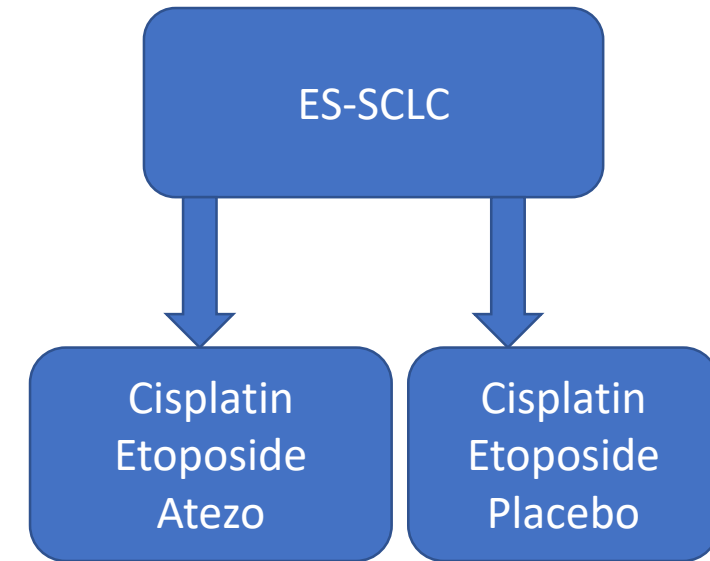 ES-SCLC
Cisplatin
Etoposide
Atezo
Cisplatin
Etoposide
Placebo